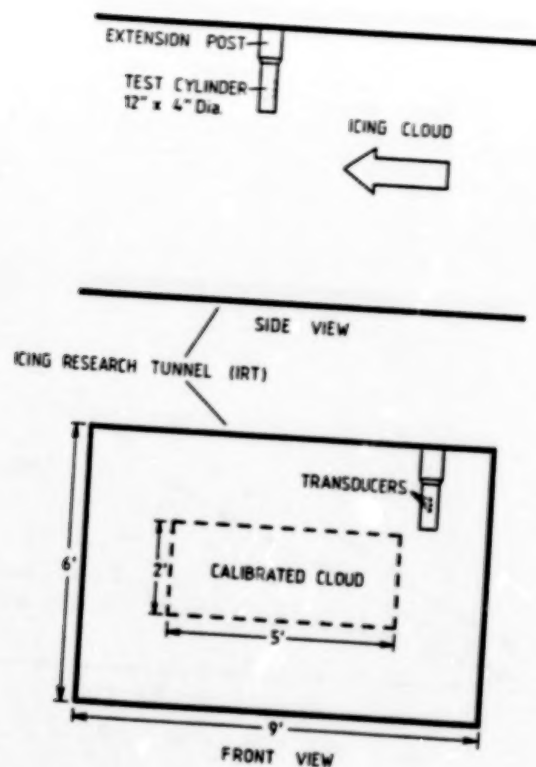 EXTENSION POST
TEST CYLINDER
12" x 4" Dia.
ICING CLOUD
SIDE VIEW
ICING RESEARCH TUNNEL (IRT)
TRANSDUCERS
6'
2'
CALIBRATED CLOUD
5'
9'
FRONT VIEW